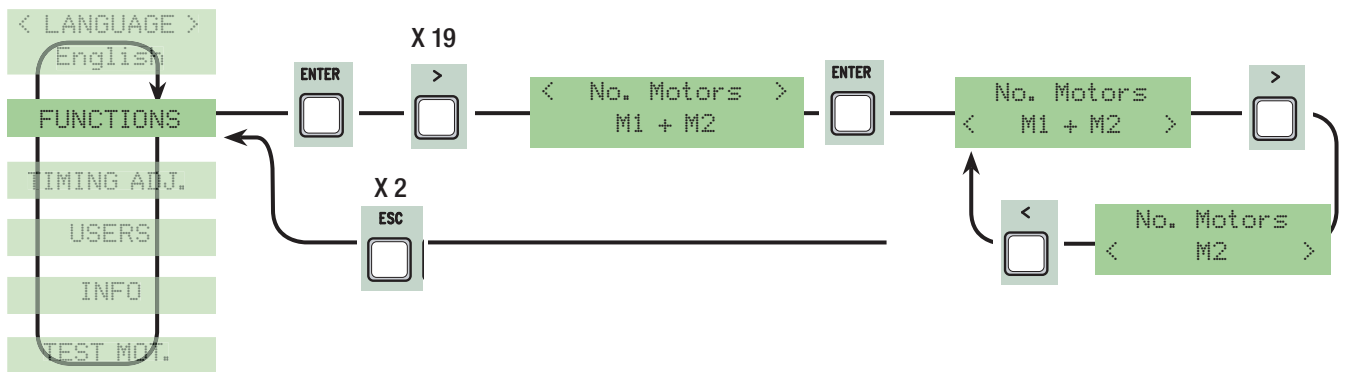 < LANGUAGE >
English
FUNCTIONS
TIMING ADJ.
USERS
INFO
TEST MOT.
ENTER
X 19
>
< No. Motors >
M1 + M2
ENTER
No. Motors
< M1 + M2 >
>
X 2
ESC
<
No. Motors
< M2 >